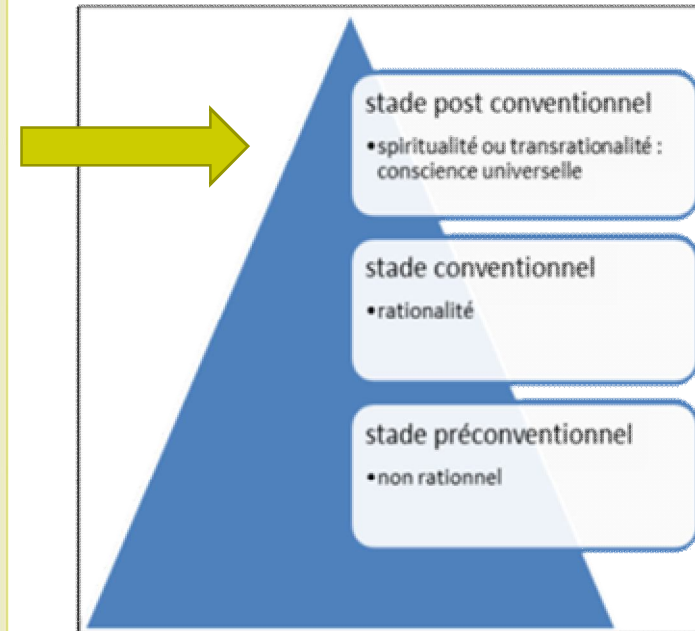 stade post conventionnel
•spiritualité ou transrationalité :
conscience universelle
stade conventionnel
•rationalité
stade préconventionnel
•non rationnel